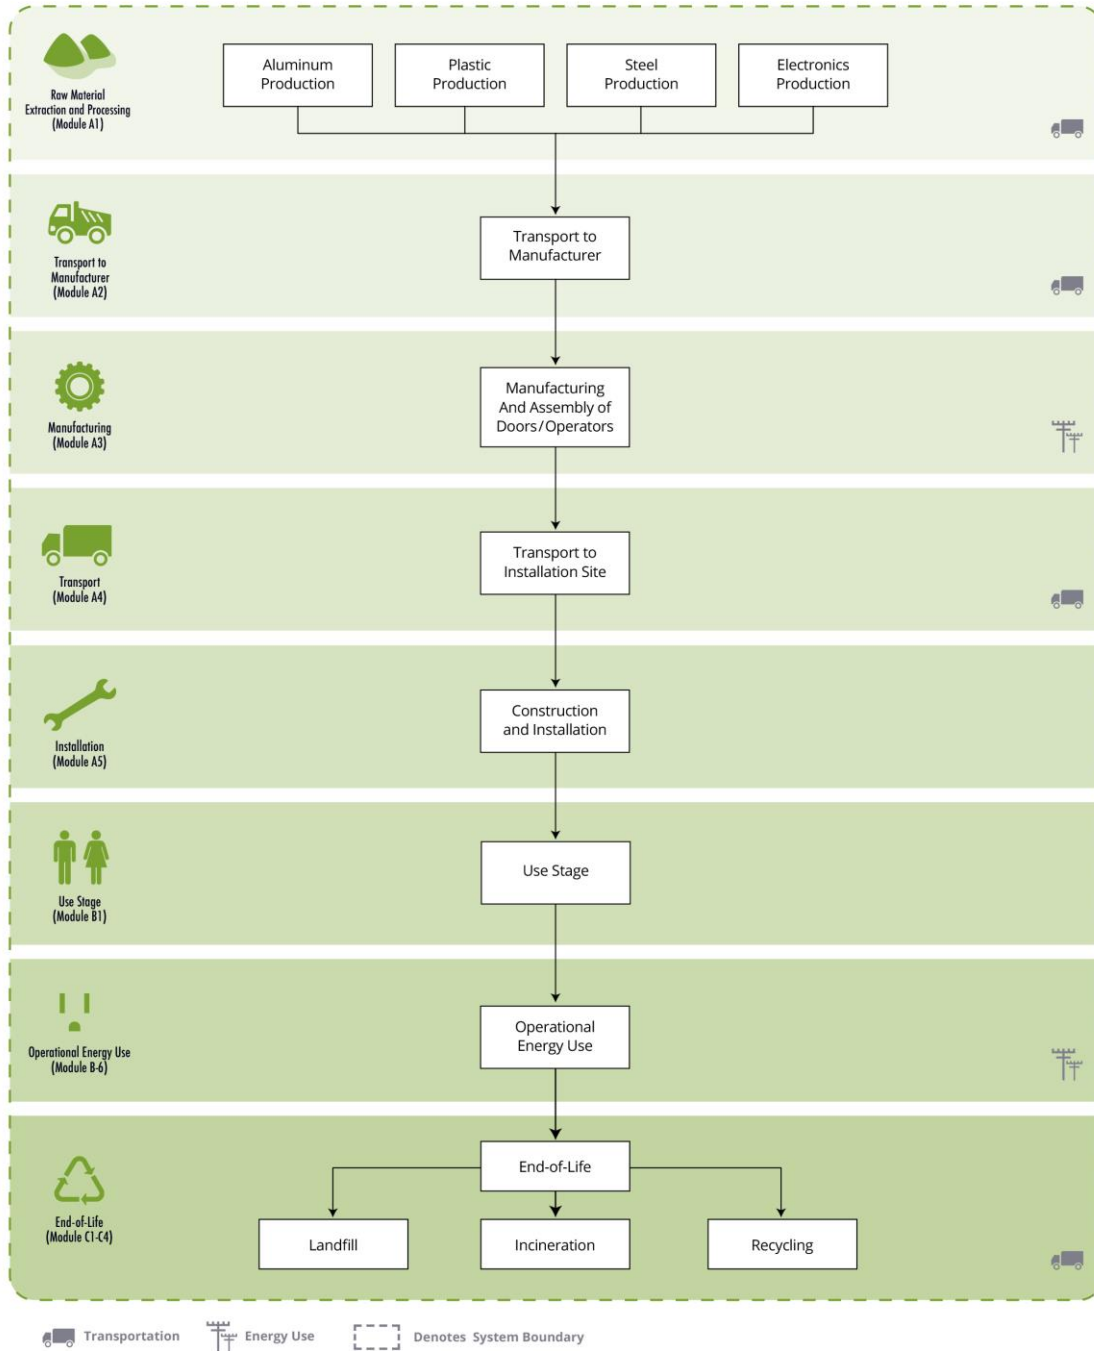 Aluminum
Production
Plastic
Production
Steel
Production
Electronics
Production
Raw Material
Extraction and Processing
(Module A1)
Transport to
Manufacturer
(Module A2)
Transport to
Manufacturer
Manufacturing
(Module A3)
Manufacturing
And Assembly of
Doors/Operators
Transport
(Module A4)
Transport to
Installation Site
Installation
(Module A5)
Construction
and Installation
Use Stage
(Module B1)
Use Stage
Operational Energy Use
(Module B-6)
Operational
Energy Use
End-of-Life
(Module C1-C4)
End-of-Life
Landfill
Incineration
Recycling
Transportation
Energy Use
Denotes System Boundary